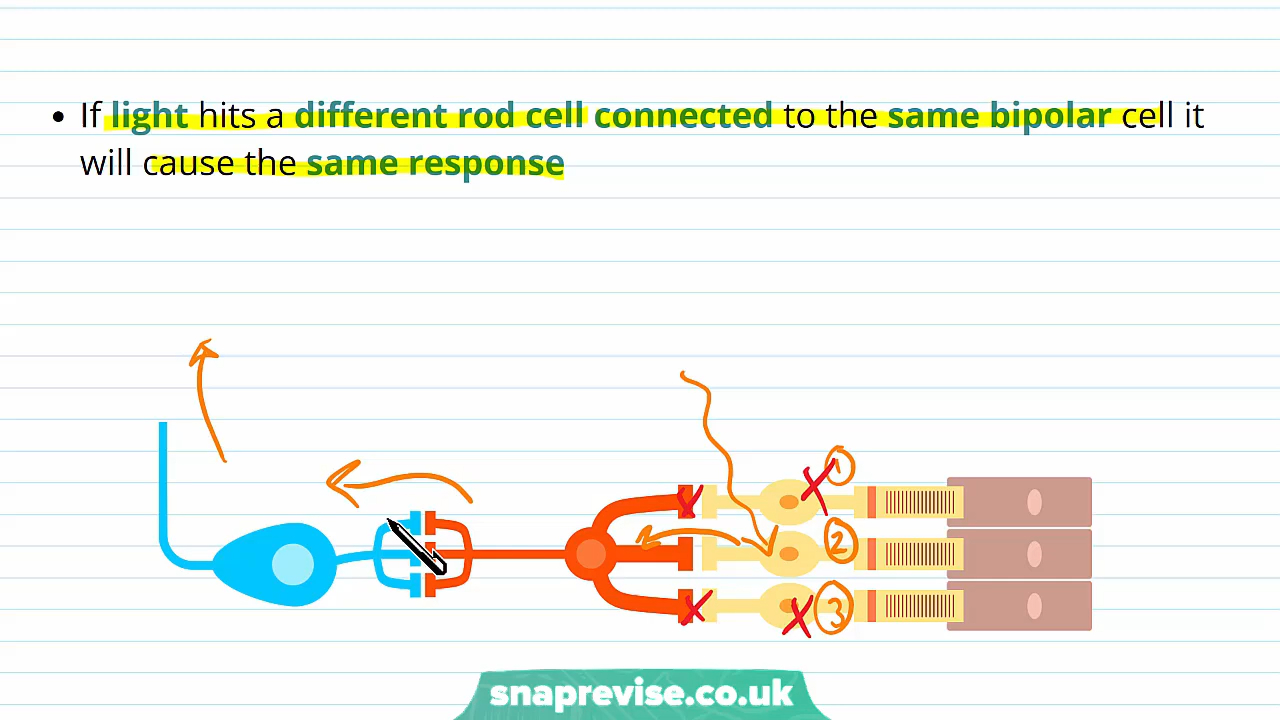 • If light hits a different rod cell connected to the same bipolar cell it
will cause the same response
1
2
3
snaprevise.co.uk